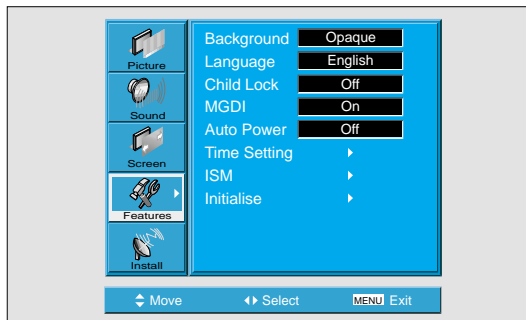 Picture
Sound
Screen
Features
Install
Background Opaque
Language English
Child Lock Off
MGDI On
Auto Power Off
Time Setting
ISM
Initialise
Move Select MENU Exit